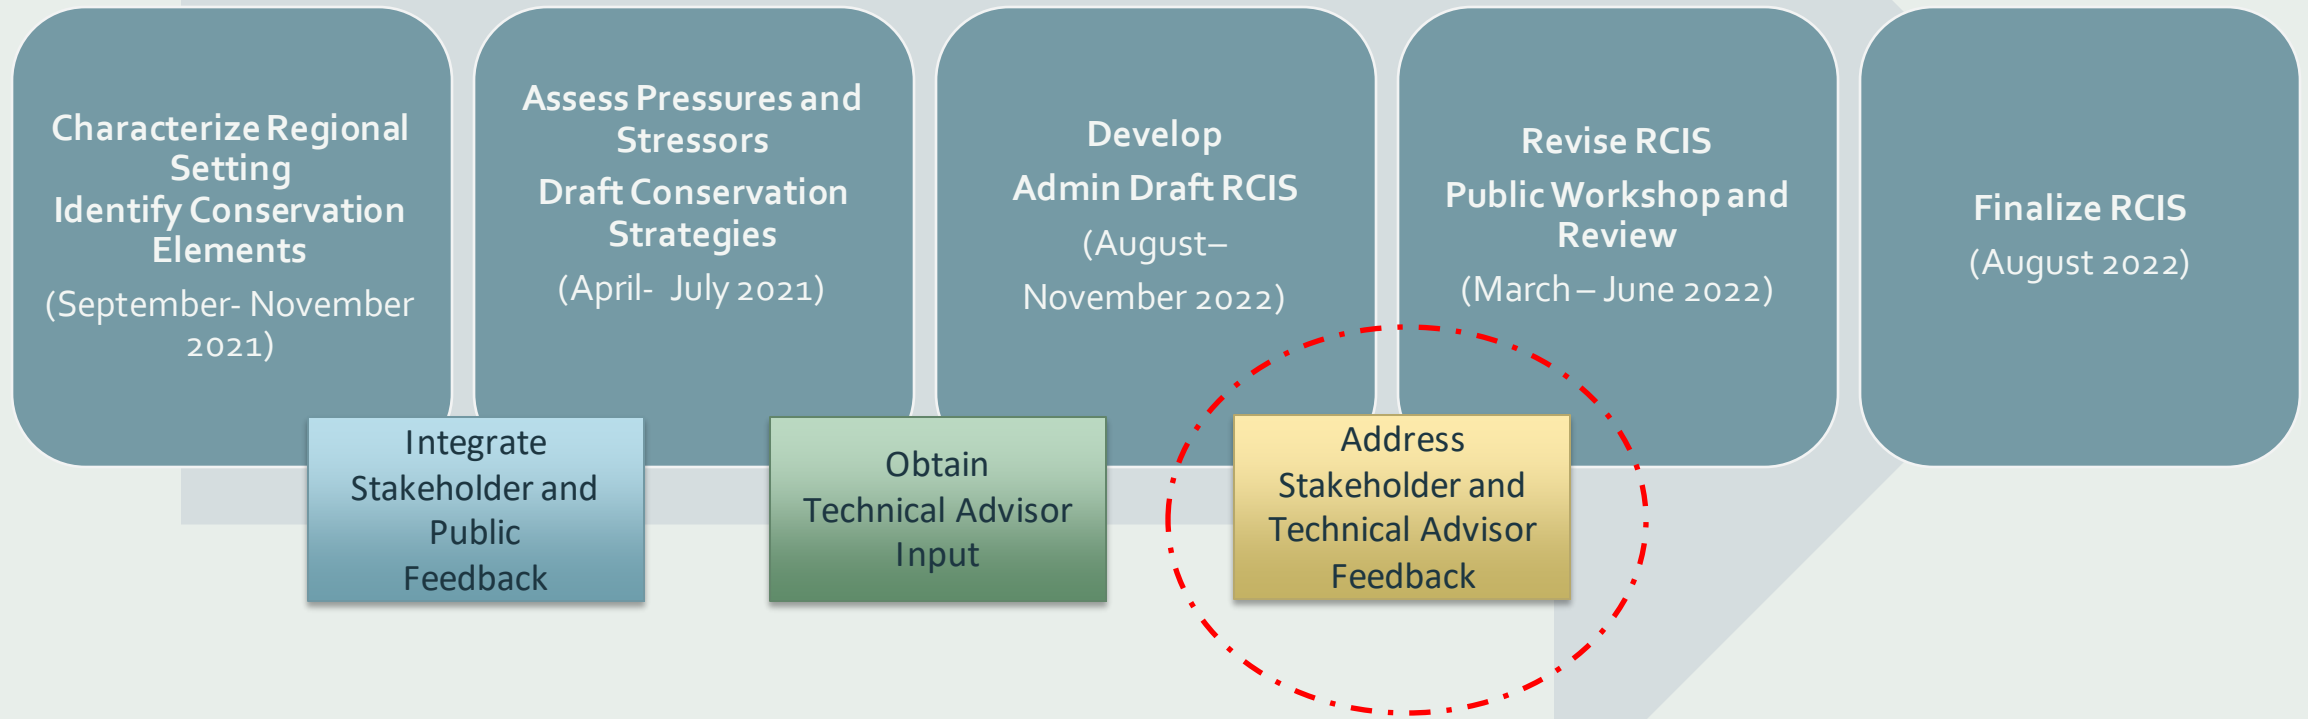 Characterize Regional
Setting
Identify Conservation
Elements
(September- November
2021)
Assess Pressures and
Stressors
Draft Conservation
Strategies
(April-  July 2021)
Develop
Admin Draft RCIS
(August–
November 2022)
Revise RCIS
Public Workshop and
Review
(March – June 2022)
Finalize RCIS
(August 2022)
Integrate
Stakeholder and
Public
Feedback
Obtain
Technical Advisor
Input
Address
Stakeholder and
Technical Advisor
Feedback